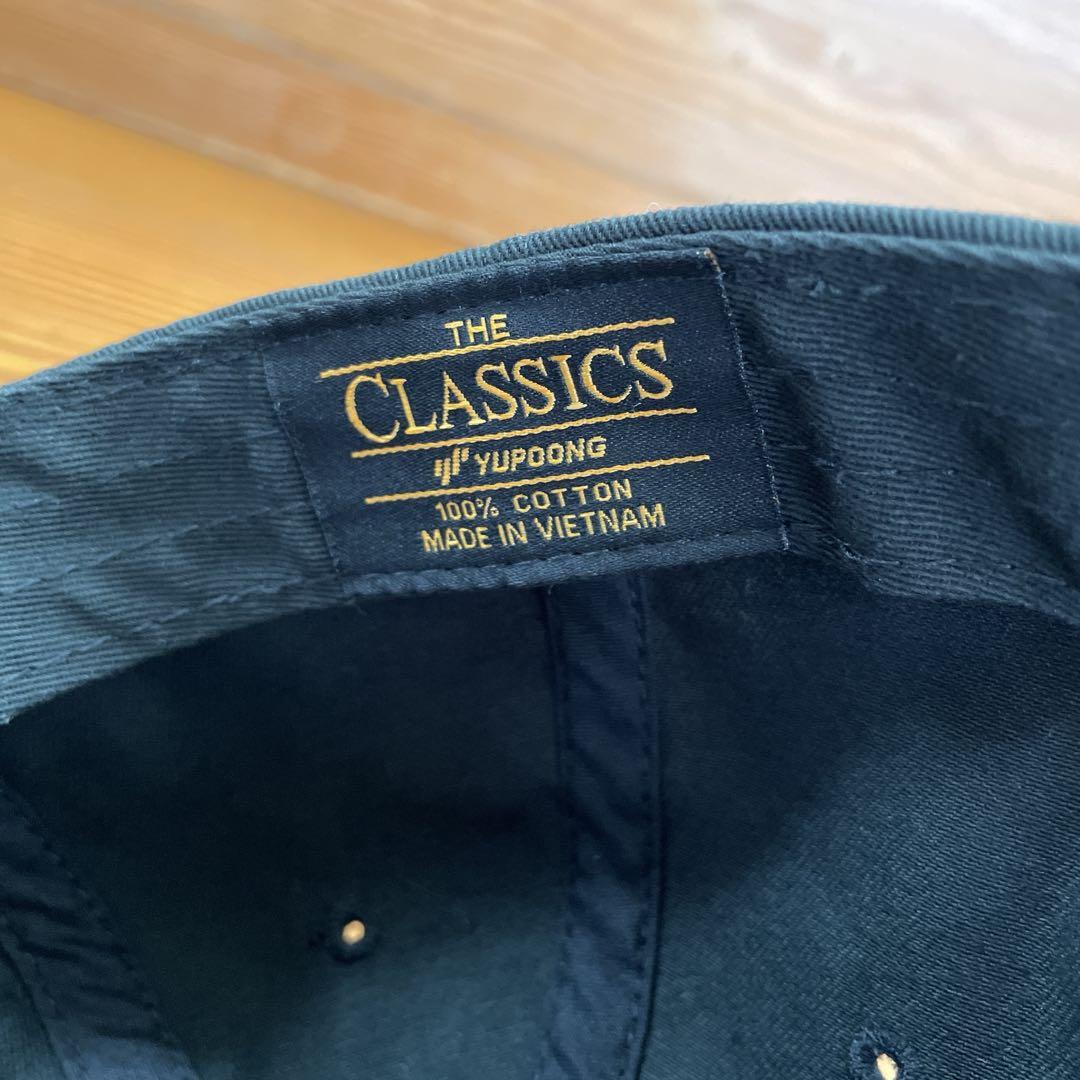 THE
CLASSICS
YUPOONG
100% COTTON
MADE IN VIETNAM